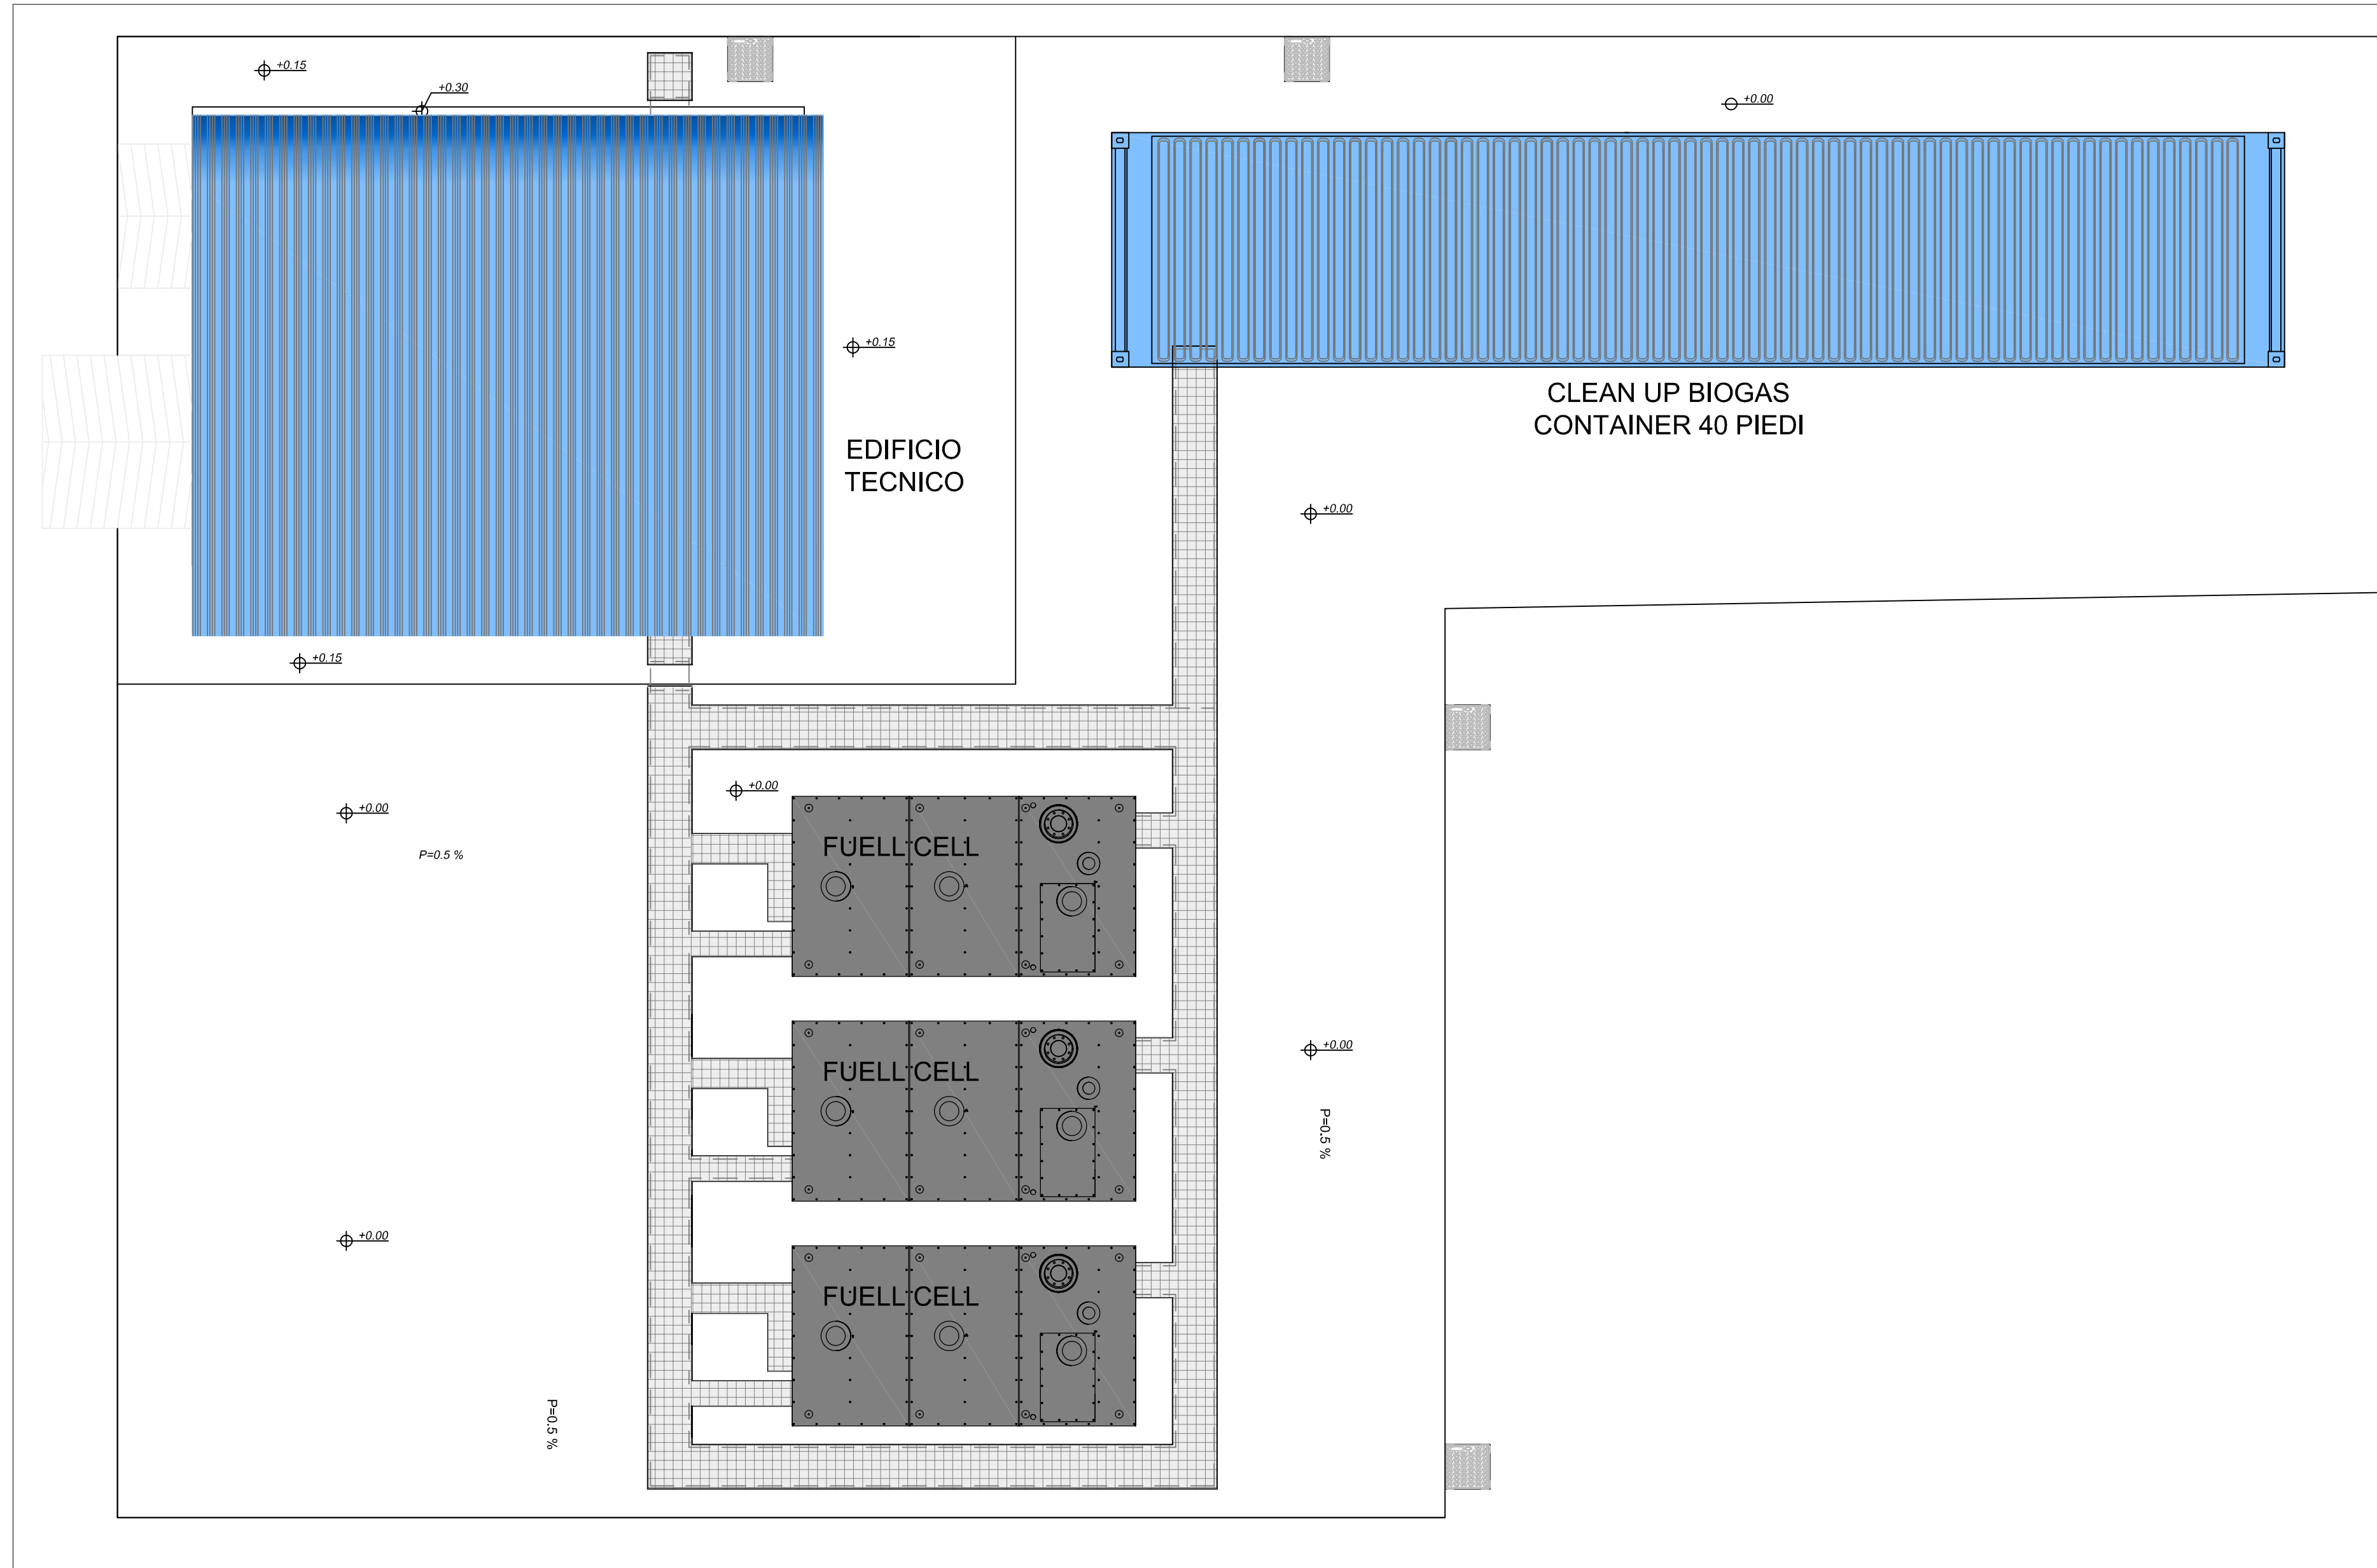 +0.15
+0.30
+0.00
+0.15
CLEAN UP BIOGAS
CONTAINER 40 PIEDI
EDIFICIO
TECNICO
+0.00
+0.15
+0.00
+0.00
P=0.5 %
FUELL CELL
+0.00
FUELL CELL
P=0.5 %
+0.00
FUELL CELL
P=0.5 %